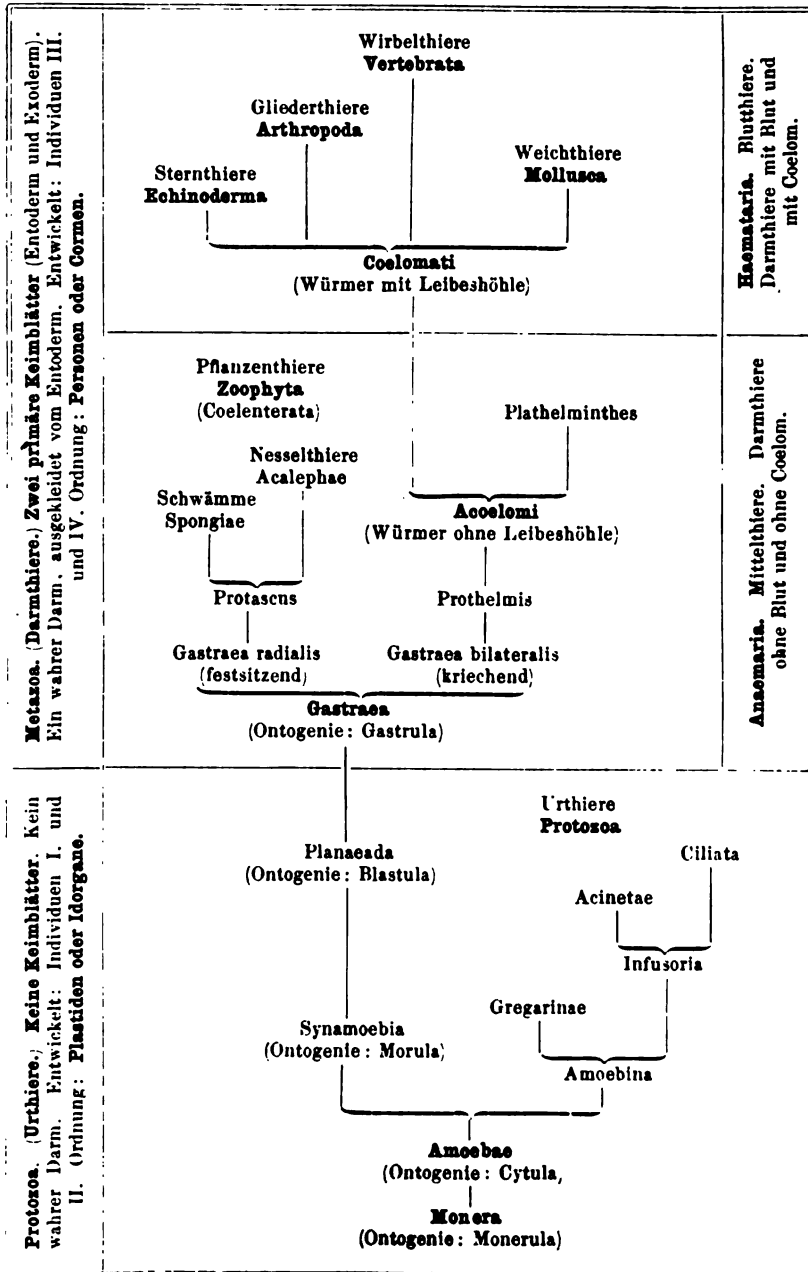 Wirbelthiere
Vertebrata
Gliederthiere
Arthropoda
Sternthiere
Echinoderma
Weichthiere
Mollusca
Coelomati
(Würmer mit Leibeshöhle)
Haemataria. Blutthiere.
Darmthiere mit Blut und
mit Coelom.
Metazoa. (Darmthiere.) Zwei primäre Keimblätter (Entoderm und Exoderm).
Ein wahrer Darm, ausgekleidet vom Entoderm. Entwickelt: Individuen III.
und IV. Ordnung: Personen oder Cormen.
Pflanzenthiere
Zoophyta
(Coelenterata)
Plathelminthes
Nesselthiere
Acalephae
Schwämme
Spongiae
Acoelomi
(Würmer ohne Leibeshöhle)
Protascus
Prothelmis
Gastraea radialis
(festsitzend)
Gastraea bilateralis
(kriechend)
Gastraea
(Ontogenie: Gastrula)
Anaemaria. Mittelthiere. Darmthiere
ohne Blut und ohne Coelom.
Protozoa. (Urthiere.) Keine Keimblätter. Kein
wahrer Darm. Entwickelt: Individuen I. und
II. Ordnung: Plastiden oder Idorgane.
Urthiere
Protozoa
Planaeada
(Ontogenie: Blastula)
Ciliata
Acinetae
Infusoria
Gregarinae
Synamoebia
(Ontogenie: Morula)
Amoebina
Amoebae
(Ontogenie: Cytula,
Monera
(Ontogenie: Monerula)